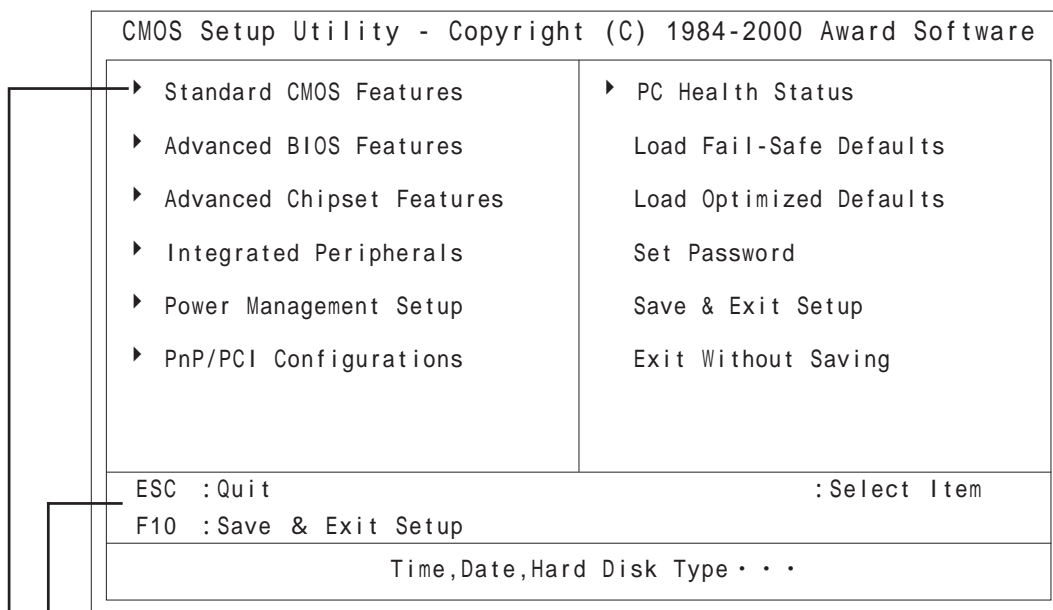 CMOS Setup Utility - Copyright (C) 1984-2000 Award Software
Standard CMOS Features
Advanced BIOS Features
Advanced Chipset Features
Integrated Peripherals
Power Management Setup
PnP/PCI Configurations
PC Health Status
Load Fail-Safe Defaults
Load Optimized Defaults
Set Password
Save & Exit Setup
Exit Without Saving
ESC :Quit :Select Item
F10 :Save & Exit Setup
Time,Date,Hard Disk Type・・・